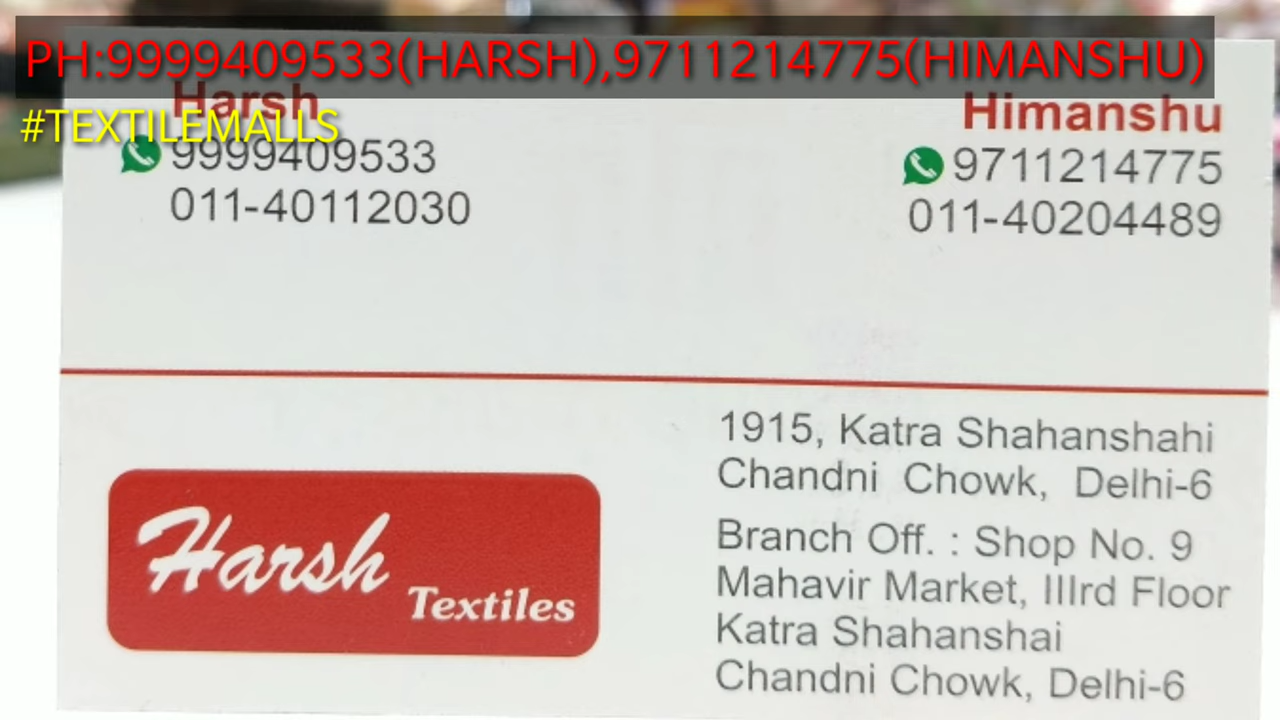 PH:9999409533(HARSH),9711214775(HIMANSHU)
#TEXTILEMALLS
Harsh
9999409533
011-40112030
Himanshu
9711214775
011-40204489
Harsh
Textiles
1915, Katra Shahanshahi
Chandni Chowk, Delhi-6
Branch Off. : Shop No. 9
Mahavir Market, IIIrd Floor
Katra Shahanshai
Chandni Chowk, Delhi-6